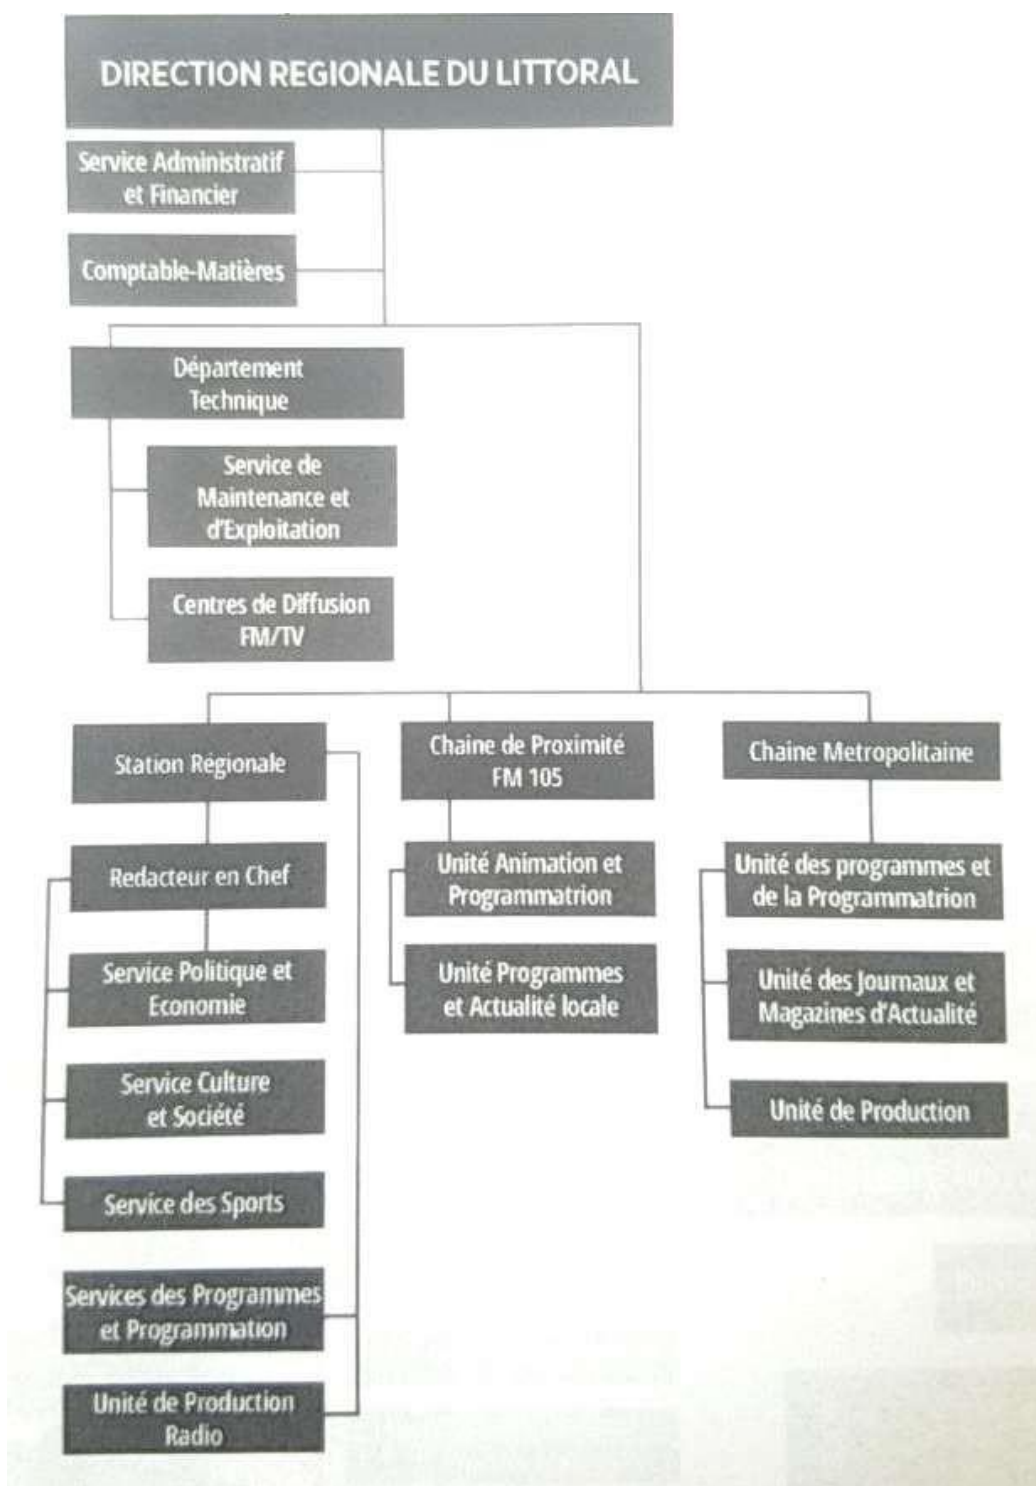 DIRECTION REGIONALE DU LITTORAL
Service Administratif
et Financier
Comptable-Matières
Département
Technique
Service de
Maintenance et
d'Exploitation
Centres de Diffusion
FM/TV
Station Régionale
Redacteur en Chef
Service Politique et
Economie
Service Culture
et Société
Service des Sports
Services des Programmes
et Programmation
Unité de Production
Radio
Chaine de Proximité
FM 105
Unité Animation et
Programmatrion
Unité Programmes
et Actualité locale
Chaine Metropolitaine
Unité des programmes et
de la Programmatrion
Unité des Journaux et
Magazines d'Actualité
Unité de Production